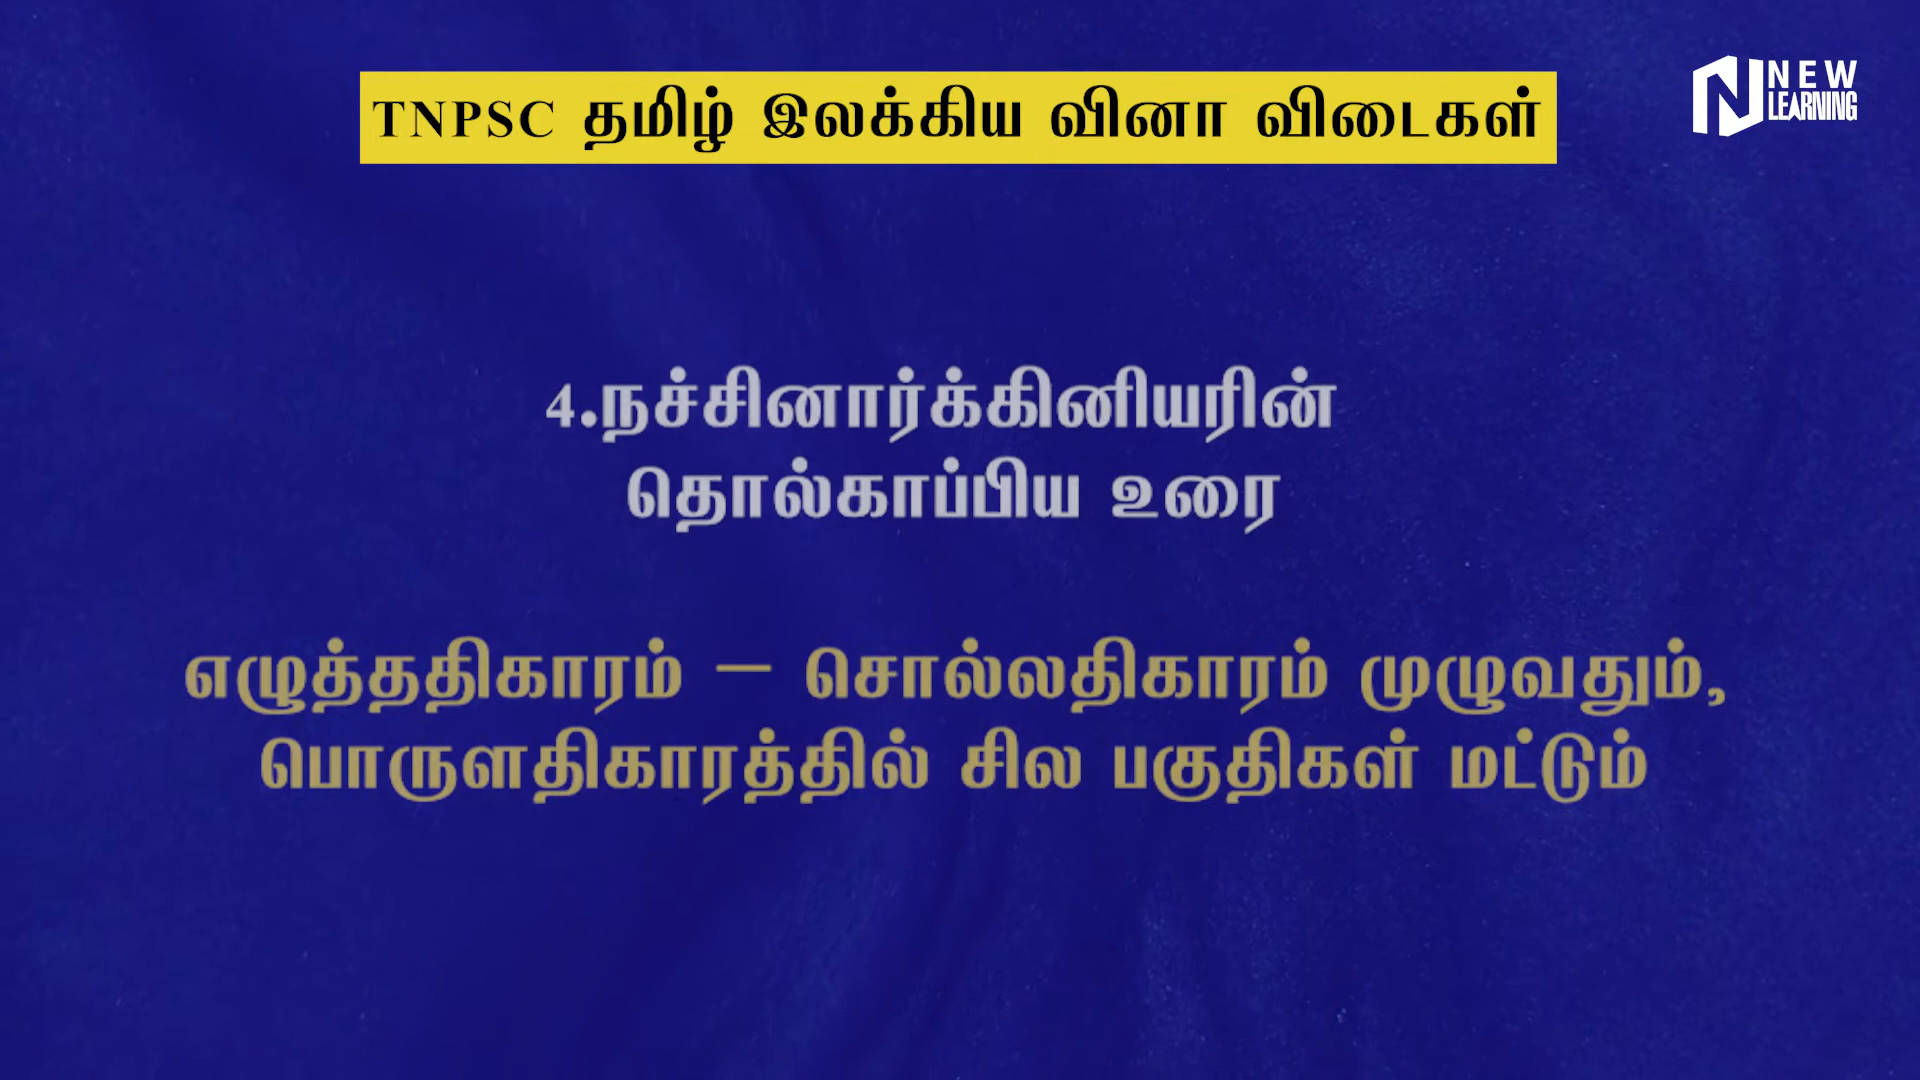 TNPSC தமிழ் இலக்கிய வினா விடைகள்
NEW
LEARNING
4.நச்சினார்க்கினியரின்
தொல்காப்பிய உரை
எழுத்ததிகாரம் – சொல்லதிகாரம் முழுவதும்,
பொருளதிகாரத்தில் சில பகுதிகள் மட்டும்